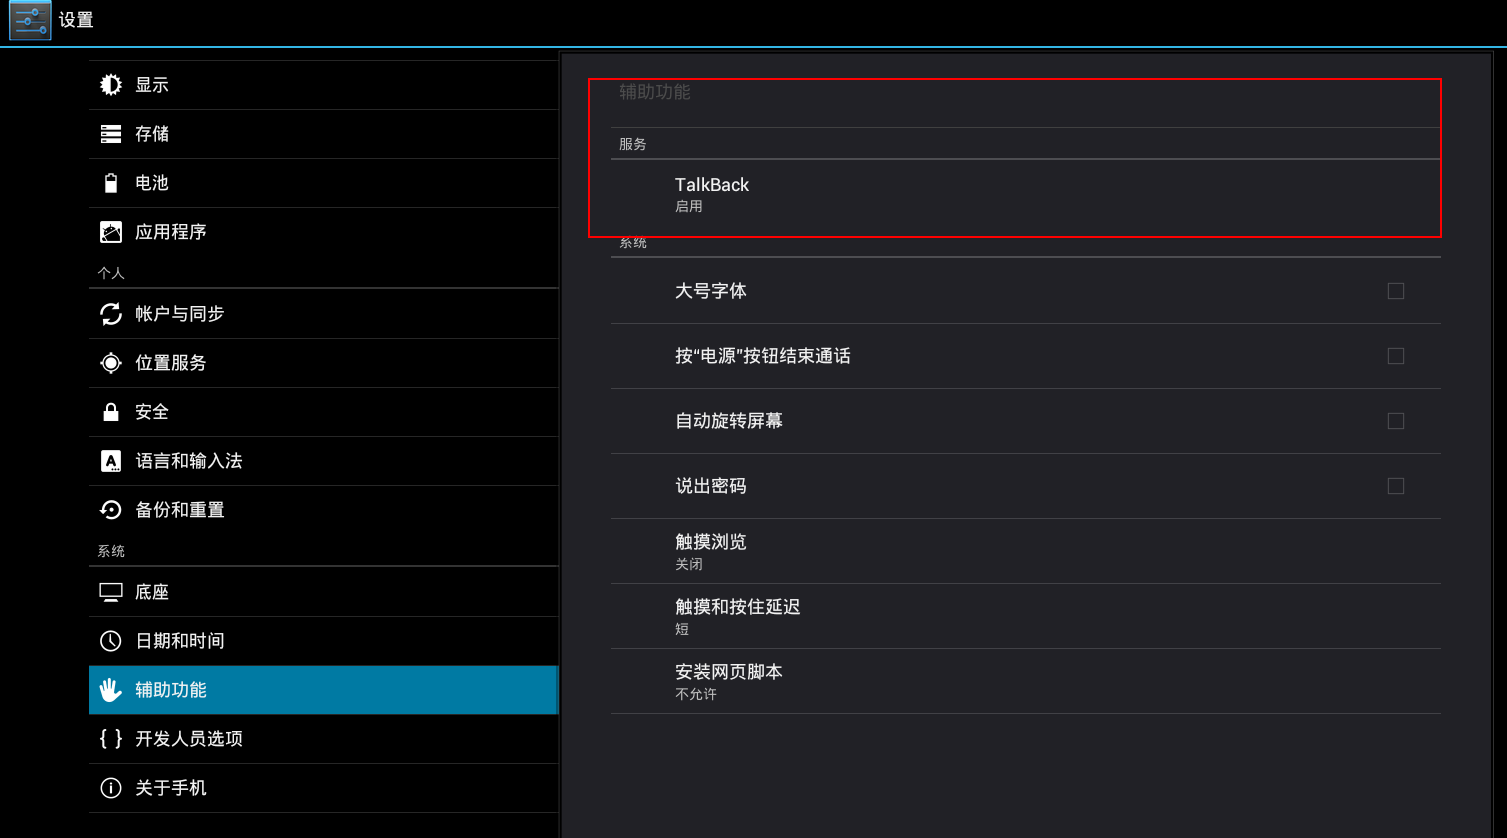 设置
显示
存储
电池
应用程序
个人
帐户与同步
位置服务
安全
语言和输入法
备份和重置
系统
底座
日期和时间
辅助功能
开发人员选项
关于手机
辅助功能
服务
TalkBack
启用
系统
大号字体
按“电源”按钮结束通话
自动旋转屏幕
说出密码
触摸浏览
关闭
触摸和按住延迟
短
安装网页脚本
不允许